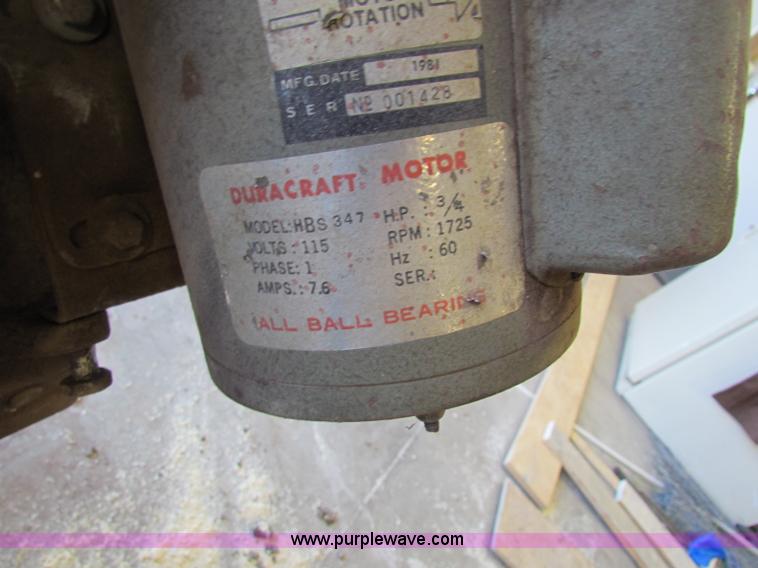 MOTOR
ROTATION
MFG. DATE 1981
SER Nº 001428
DURACRAFT MOTOR
MODEL: HBS 347 H.P.: 3/4
VOLTS: 115 RPM: 1725
PHASE: 1 Hz: 60
AMPS.: 7.6 SER.:
ALL BALL BEARING
www.purplewave.com